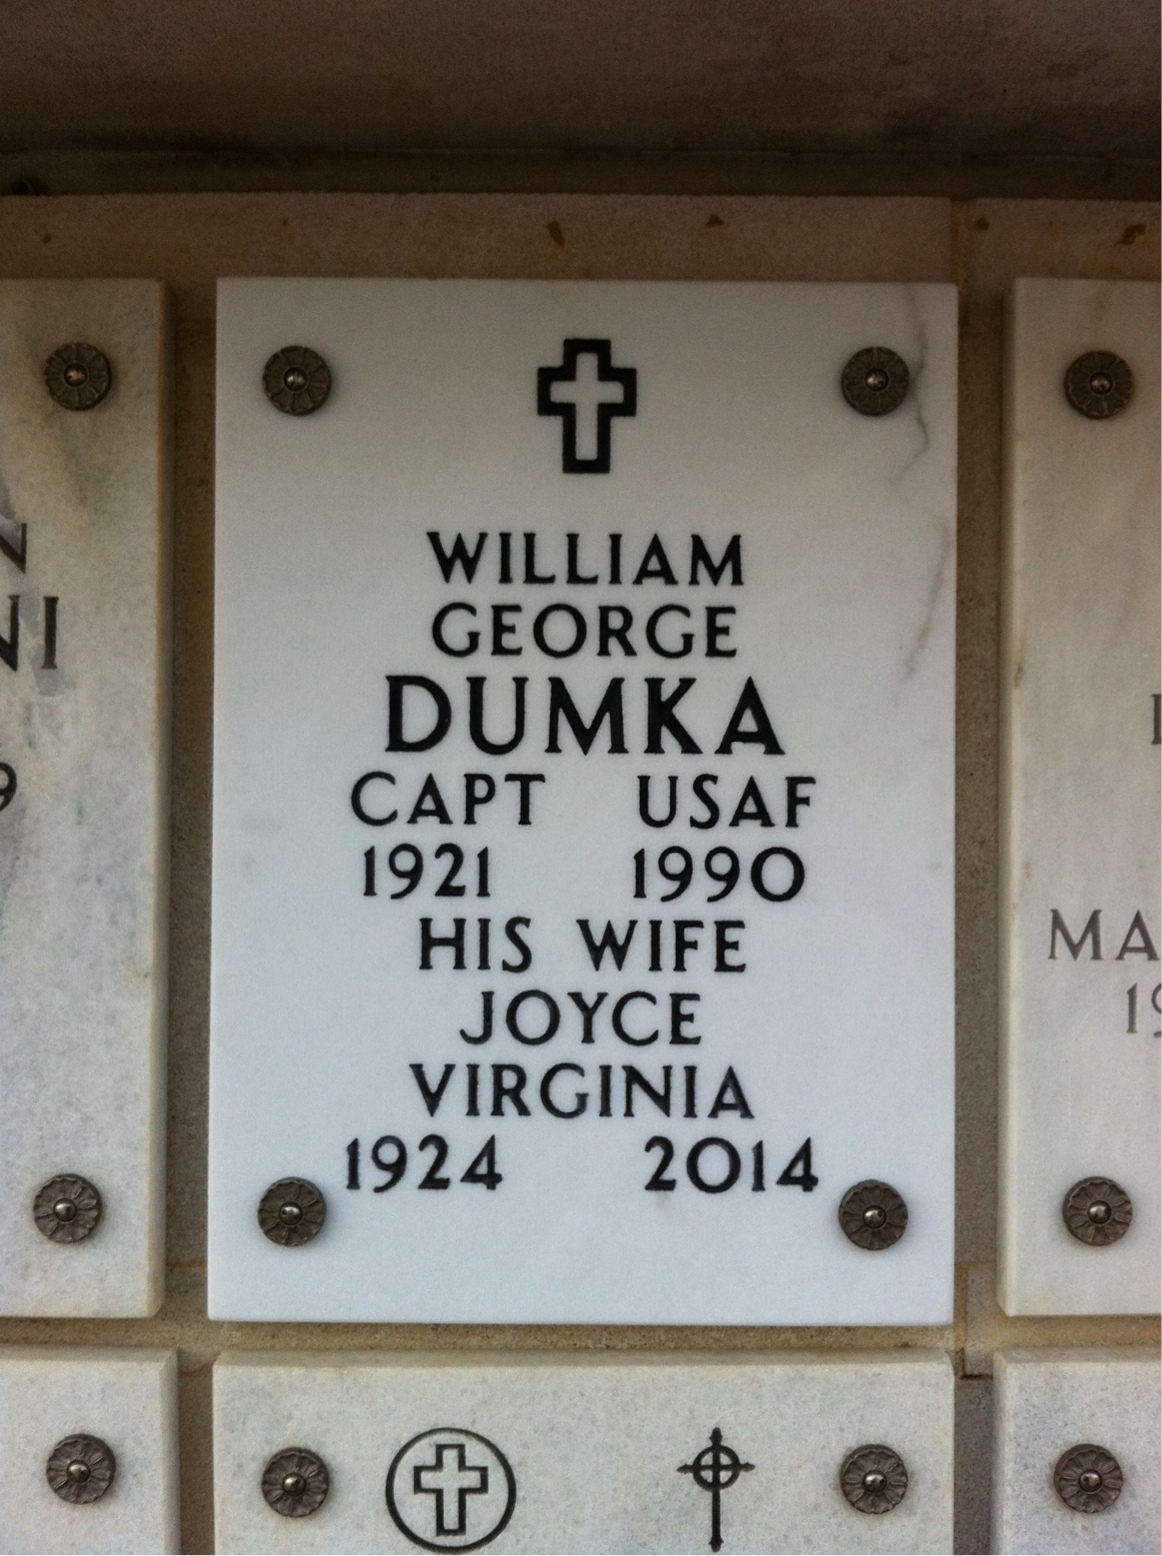 WILLIAM
GEORGE
DUMKA
CAPT USAF
1921 1990
HIS WIFE
JOYCE
VIRGINIA
1924 2014